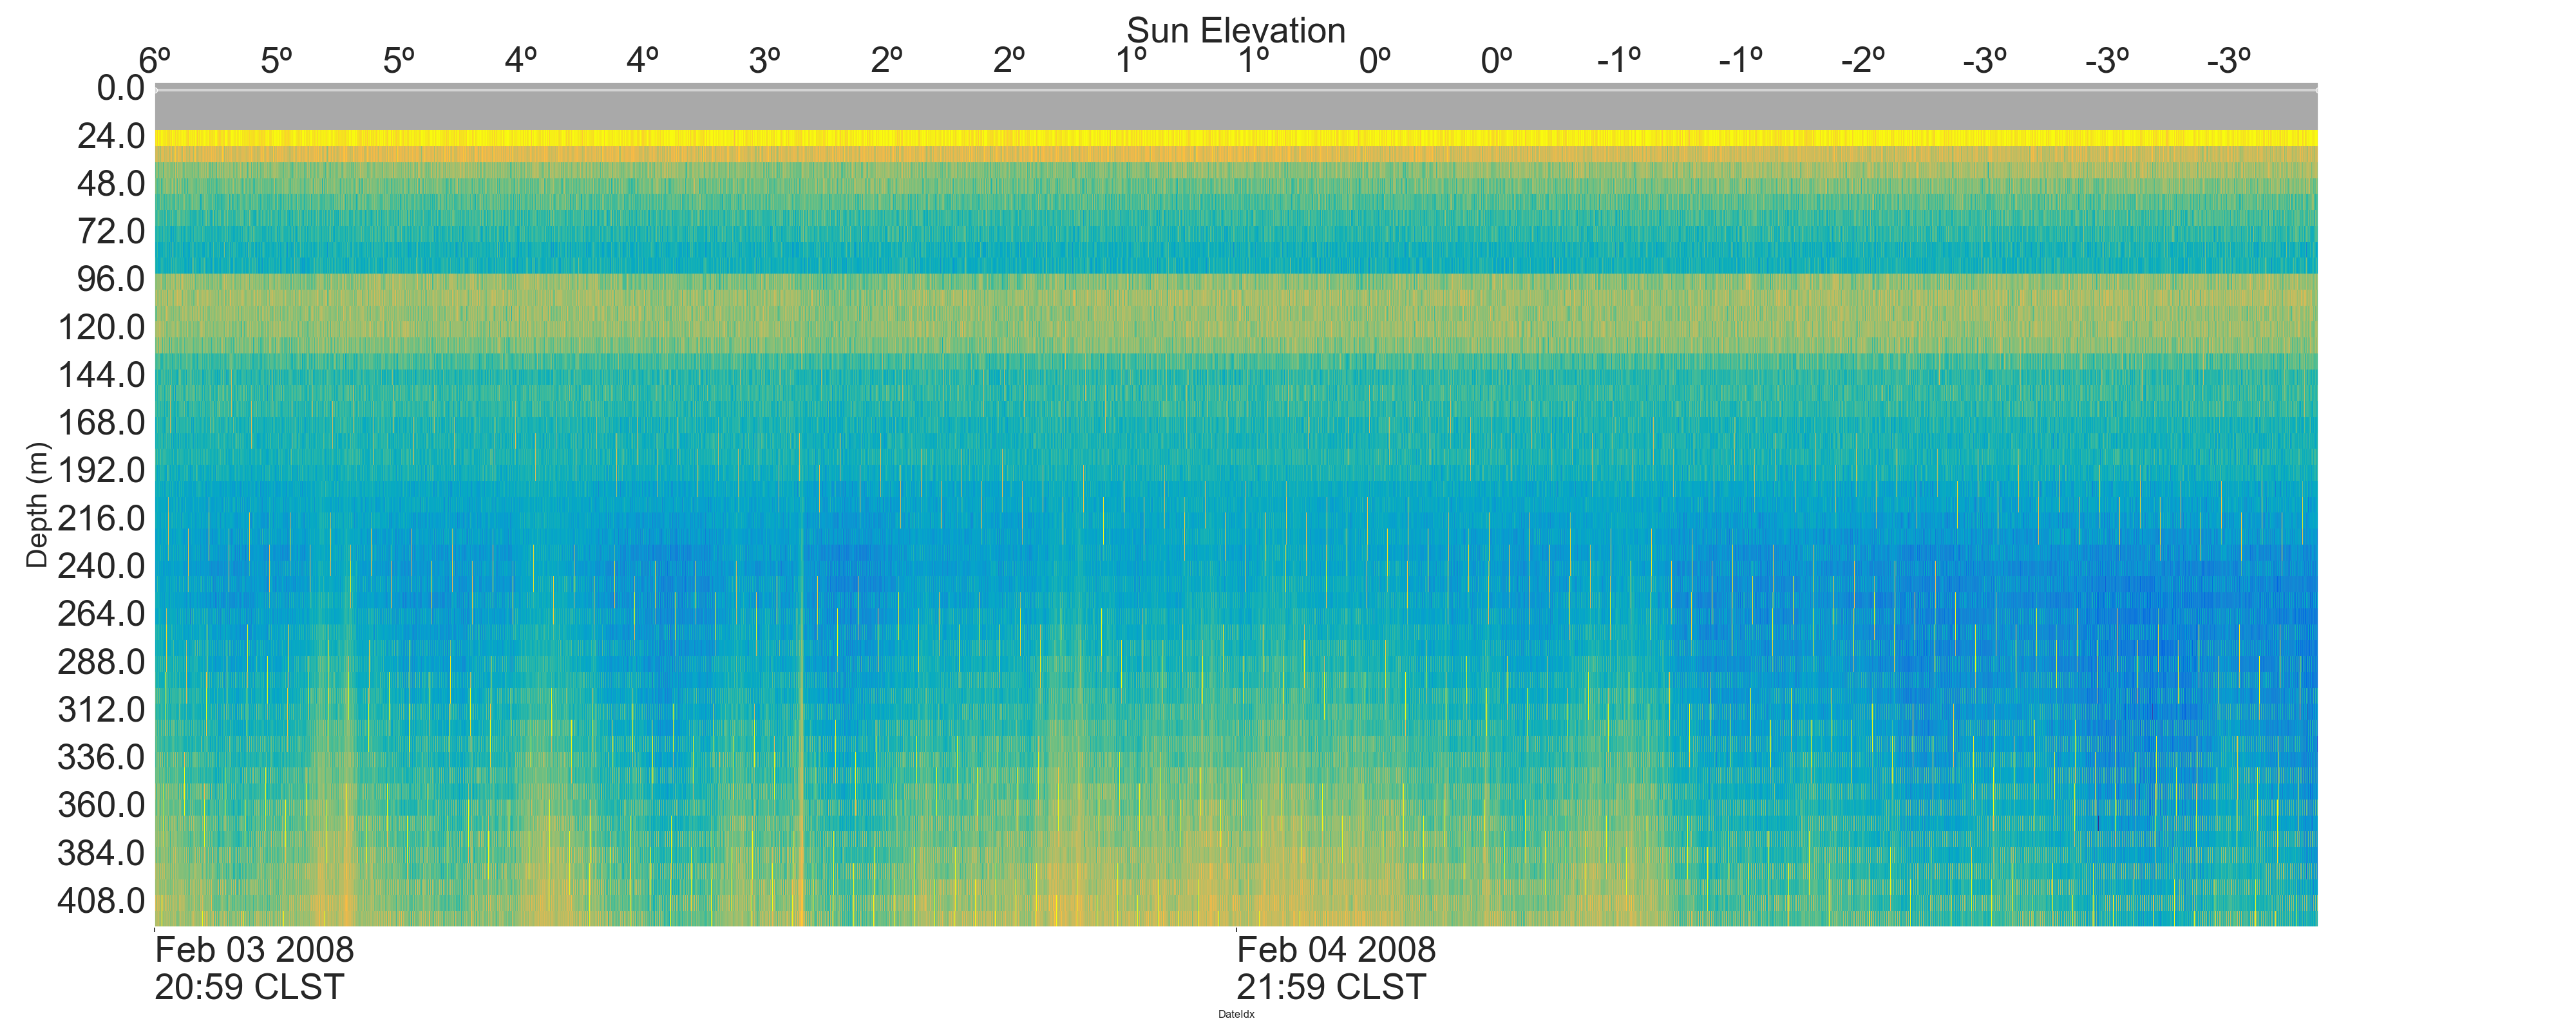 Sun Elevation
6º 5º 5º 4º 4º 3º 2º 2º 1º 1º 0º 0º -1º -1º -2º -3º -3º -3º
0.0
24.0
48.0
72.0
96.0
120.0
144.0
168.0
192.0
216.0
240.0
264.0
288.0
312.0
336.0
360.0
384.0
408.0
Depth (m)
Feb 03 2008
20:59 CLST
Feb 04 2008
21:59 CLST
DateIdx